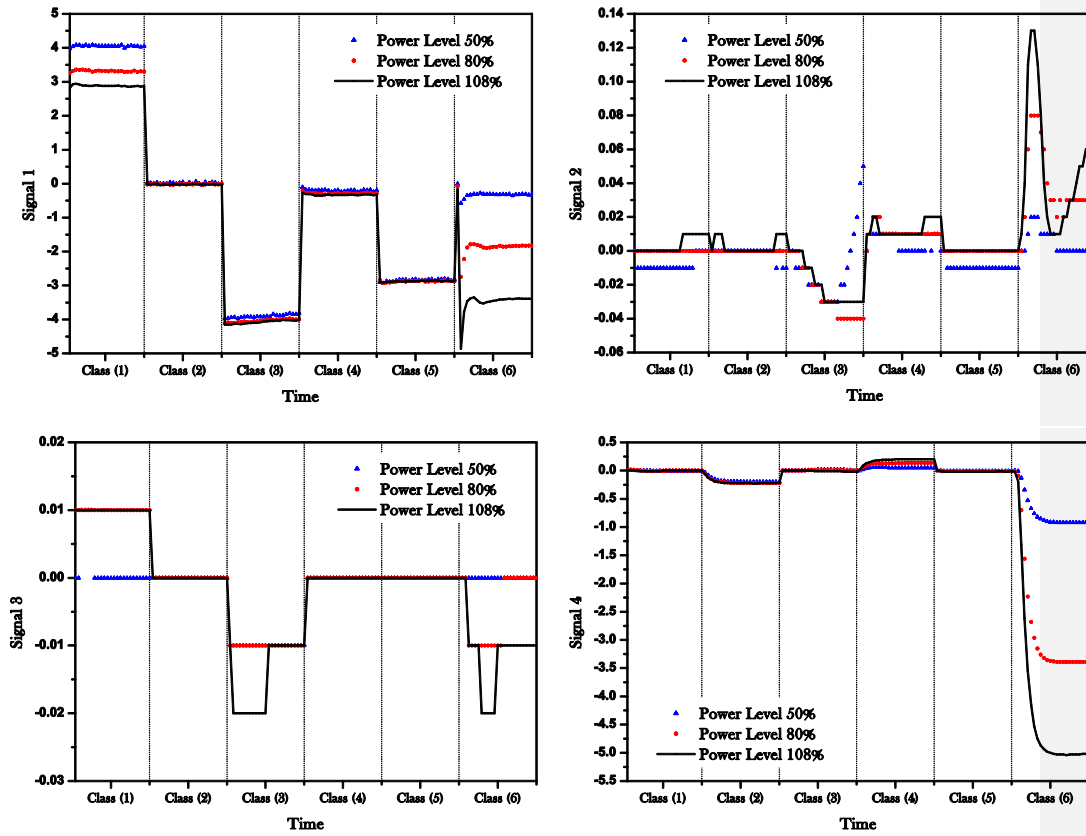 5
4
3
2
1
0
-1
-2
-3
-4
-5
Signal 1
Power Level 50%
Power Level 80%
Power Level 108%
Class (1) Class (2) Class (3) Class (4) Class (5) Class (6)
Time
0.14
0.12
0.10
0.08
0.06
0.04
0.02
0.00
-0.02
-0.04
-0.06
Signal 2
Power Level 50%
Power Level 80%
Power Level 108%
Class (1) Class (2) Class (3) Class (4) Class (5) Class (6)
Time
0.02
0.01
0.00
-0.01
-0.02
-0.03
Signal 3
Power Level 50%
Power Level 80%
Power Level 108%
Class (1) Class (2) Class (3) Class (4) Class (5) Class (6)
Time
0.5
0.0
-0.5
-1.0
-1.5
-2.0
-2.5
-3.0
-3.5
-4.0
-4.5
-5.0
-5.5
Signal 4
Power Level 50%
Power Level 80%
Power Level 108%
Class (1) Class (2) Class (3) Class (4) Class (5) Class (6)
Time